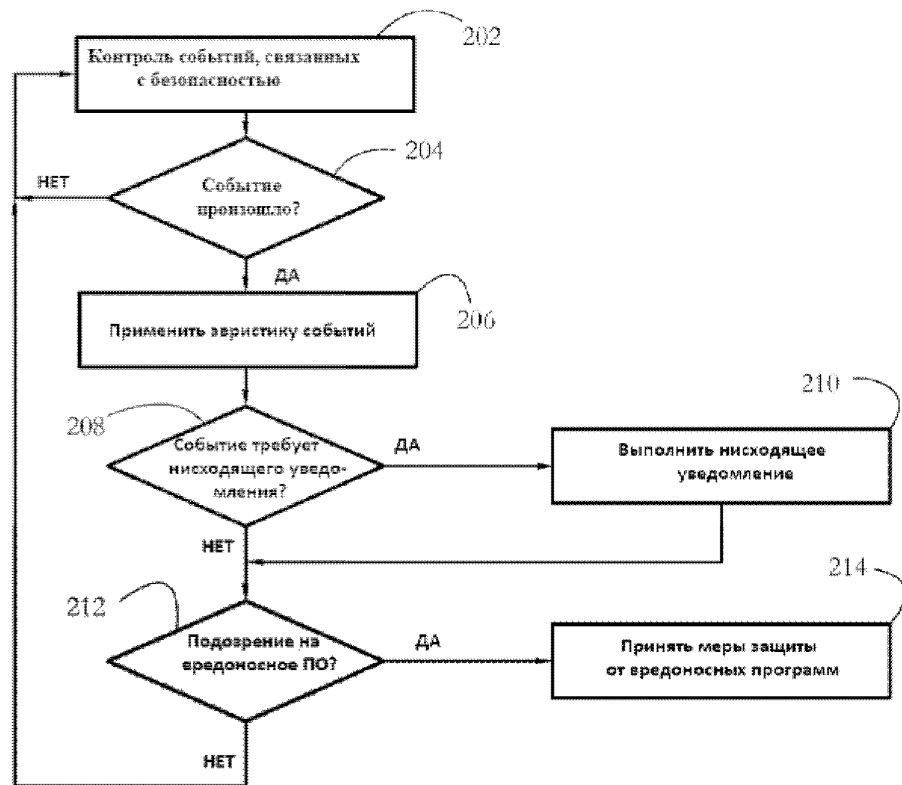 202
Контроль событий, связанных
с безопасностью
204
НЕТ
Событие
произошло?
ДА
206
Применить эвристику событий
210
208
Событие требует
нисходящего уведо-
мления?
ДА
Выполнить нисходящее
уведомление
НЕТ
214
212
Подозрение на
вредоносное ПО?
ДА
Принять меры защиты
от вредоносных программ
НЕТ